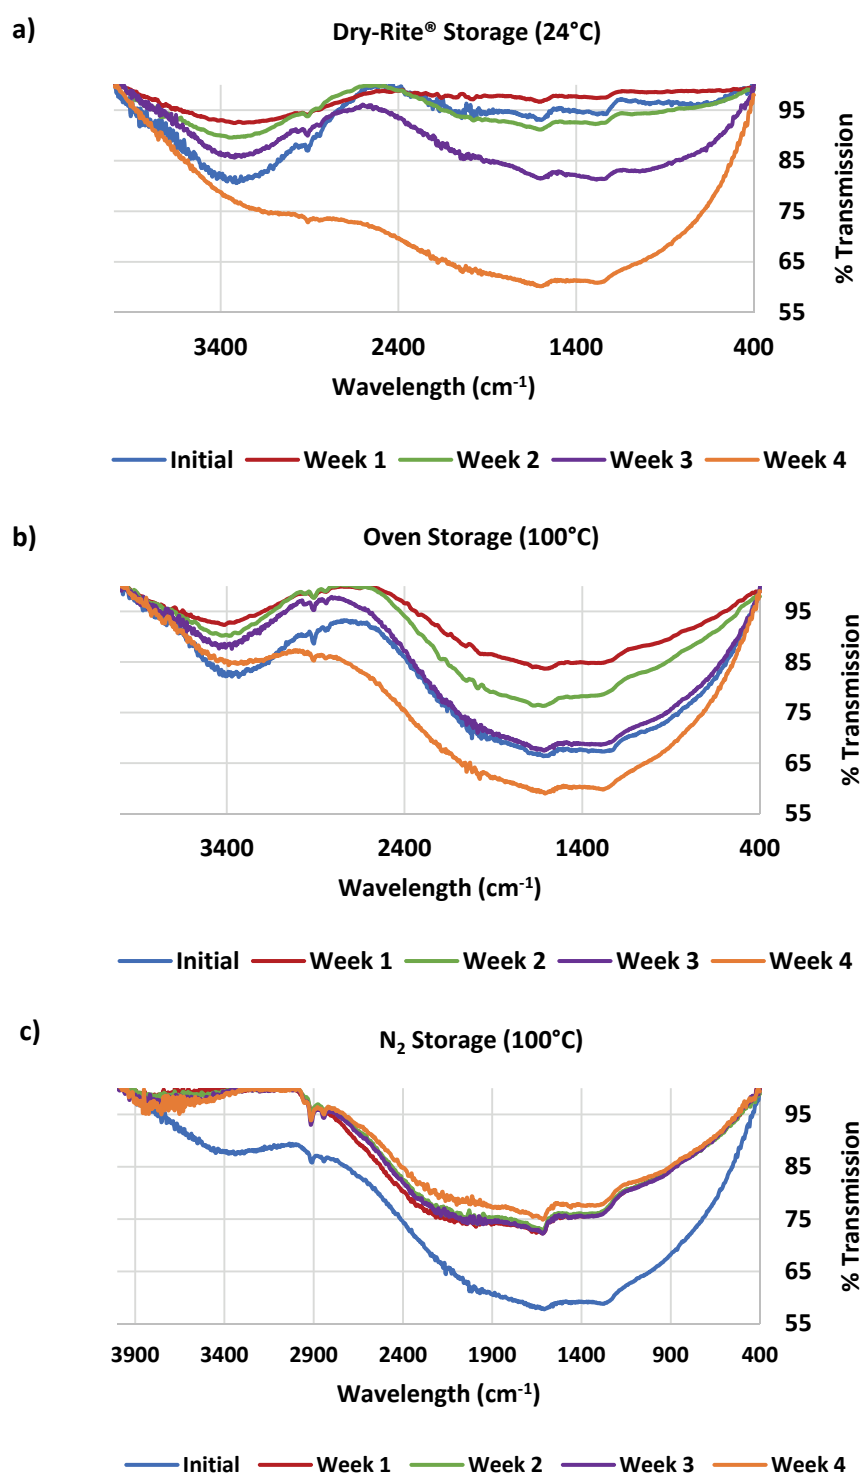 a)
Dry-Rite® Storage (24°C)
95
85
75
65
55
% Transmission
3400 2400 1400 400
Wavelength (cm⁻¹)
Initial Week 1 Week 2 Week 3 Week 4
b)
Oven Storage (100°C)
95
85
75
65
55
% Transmission
3400 2400 1400 400
Wavelength (cm⁻¹)
Initial Week 1 Week 2 Week 3 Week 4
c)
N₂ Storage (100°C)
95
85
75
65
55
% Transmission
3900 3400 2900 2400 1900 1400 900 400
Wavelength (cm⁻¹)
Initial Week 1 Week 2 Week 3 Week 4